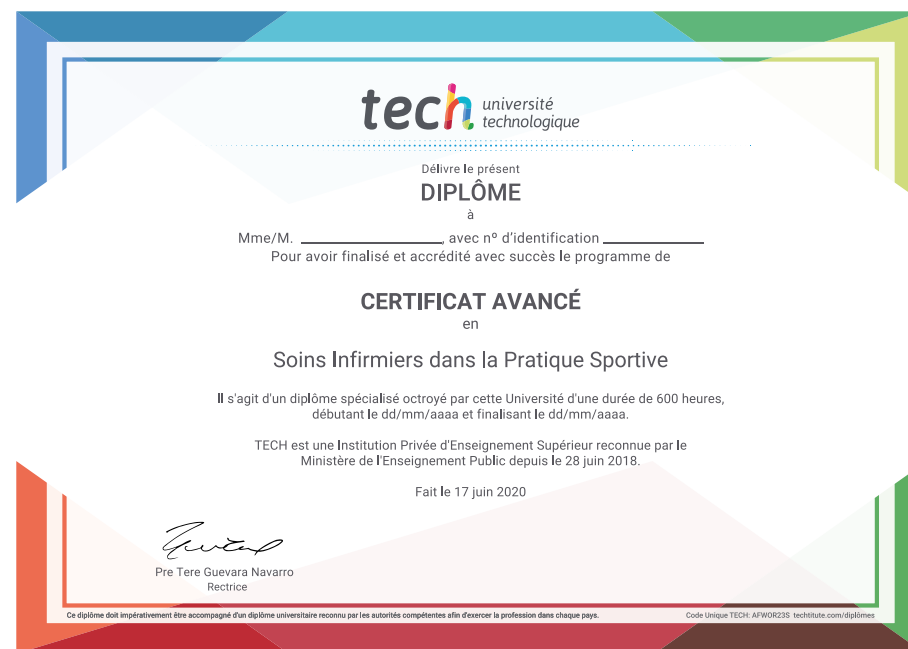 tech université
technologique
Délivre le présent
DIPLÔME
à
Mme/M. ____________________, avec nº d'identification ______________
Pour avoir finalisé et accrédité avec succès le programme de
CERTIFICAT AVANCÉ
en
Soins Infirmiers dans la Pratique Sportive
Il s'agit d'un diplôme spécialisé octroyé par cette Université d'une durée de 600 heures,
débutant le dd/mm/aaaa et finalisant le dd/mm/aaaa.
TECH est une Institution Privée d'Enseignement Supérieur reconnue par le
Ministère de l'Enseignement Public depuis le 28 juin 2018.
Fait le 17 juin 2020
Pre Tere Guevara Navarro
Rectrice
Ce diplôme doit impérativement être accompagné d'un diplôme universitaire reconnu par les autorités compétentes afin d'exercer la profession dans chaque pays.
Code Unique TECH: AFWOR23S techtitute.com/diplômes